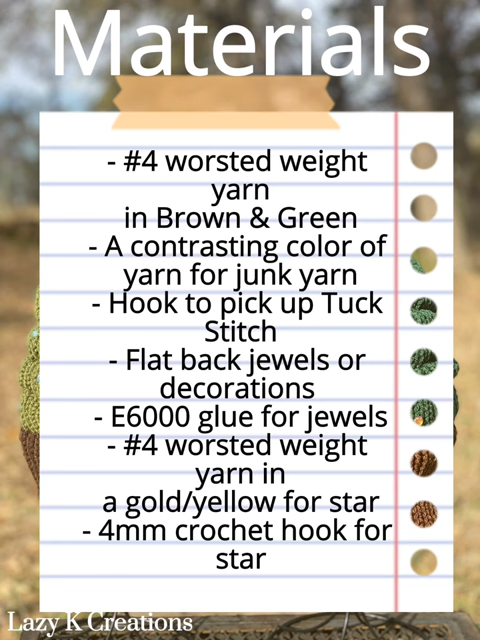 Materials
- #4 worsted weight
yarn
in Brown & Green
- A contrasting color of
yarn for junk yarn
- Hook to pick up Tuck
Stitch
- Flat back jewels or
decorations
- E6000 glue for jewels
- #4 worsted weight
yarn in
a gold/yellow for star
- 4mm crochet hook for
star
Lazy K Creations